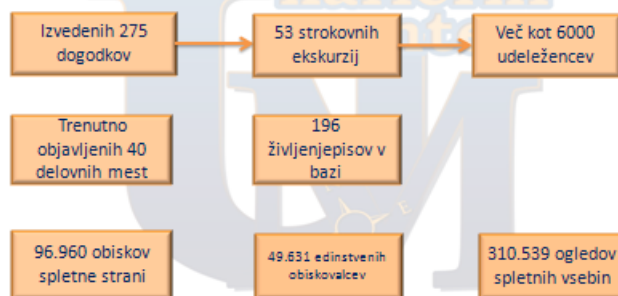 Izvedenih 275
dogodkov
53 strokovnih
ekskurzij
Več kot 6000
udeležencev
Trenutno
objavljenih 40
delovnih mest
196
življenjepisov v
bazi
96.960 obiskov
spletne strani
49.631 edinstvenih
obiskovalcev
310.539 ogledov
spletnih vsebin